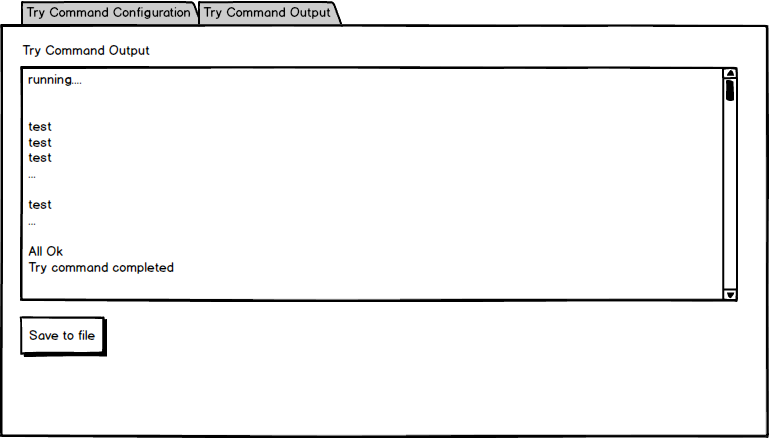 Try Command Configuration
Try Command Output
Try Command Output
running....
test
test
test
...
test
...
All Ok
Try command completed
Save to file